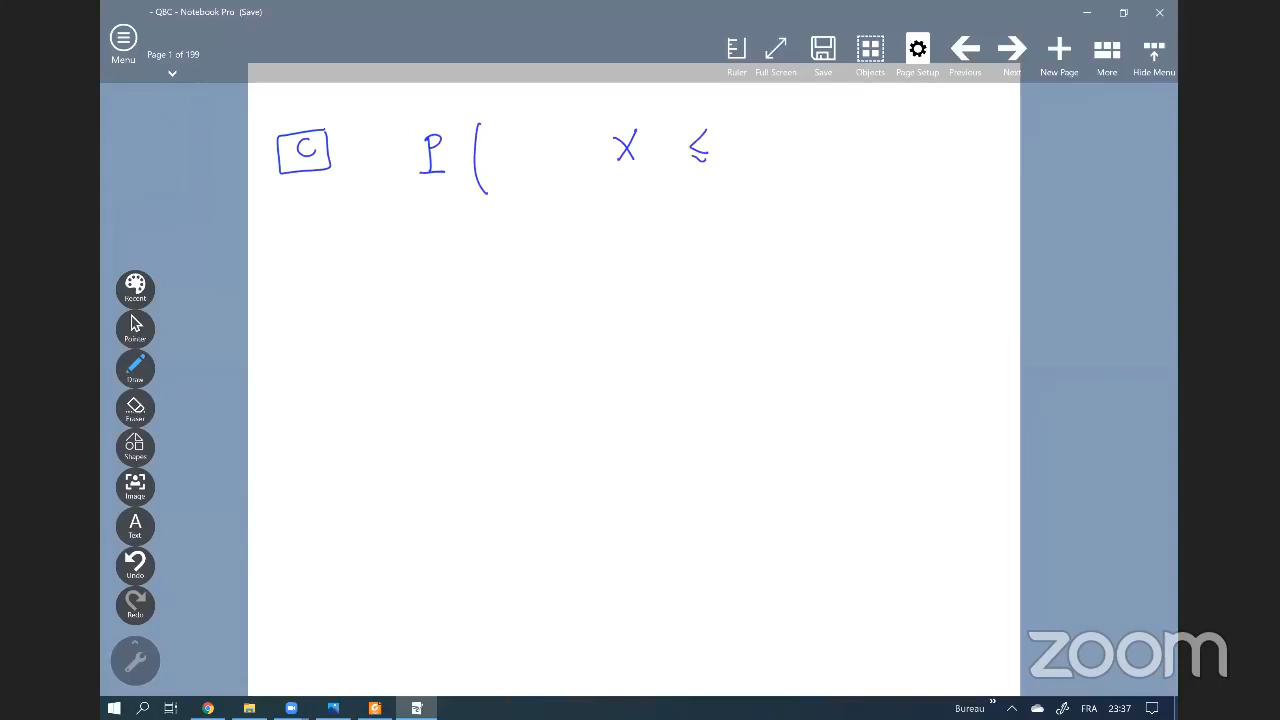 - QBC - Notebook Pro (Save)
Menu
Page 1 of 199
Ruler Full Screen Save Objects Page Setup Previous Next New Page More Hide Menu
C P ( X ≤
Recent
Pointer
Draw
Eraser
Shapes
Image
A
Text
Undo
Redo
zoom
Bureau » FRA 23:37